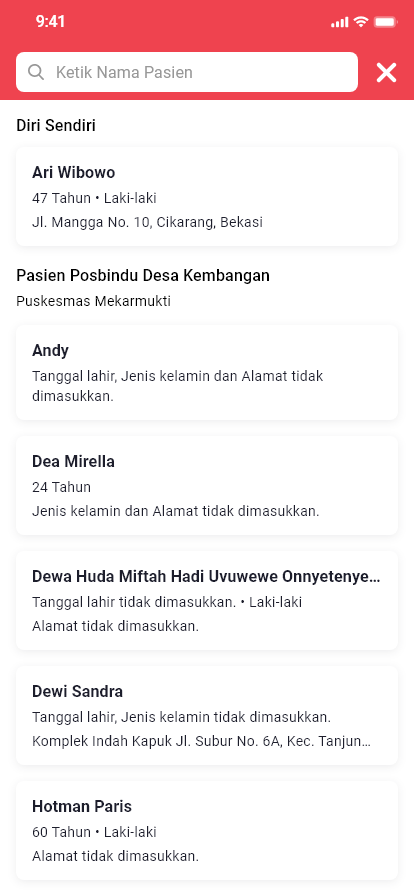 9:41
Ketik Nama Pasien
Diri Sendiri
Ari Wibowo
47 Tahun • Laki-laki
Jl. Mangga No. 10, Cikarang, Bekasi
Pasien Posbindu Desa Kembangan
Puskesmas Mekarmukti
Andy
Tanggal lahir, Jenis kelamin dan Alamat tidak
dimasukkan.
Dea Mirella
24 Tahun
Jenis kelamin dan Alamat tidak dimasukkan.
Dewa Huda Miftah Hadi Uvuwewe Onnyetenye…
Tanggal lahir tidak dimasukkan. • Laki-laki
Alamat tidak dimasukkan.
Dewi Sandra
Tanggal lahir, Jenis kelamin tidak dimasukkan.
Komplek Indah Kapuk Jl. Subur No. 6A, Kec. Tanjun…
Hotman Paris
60 Tahun • Laki-laki
Alamat tidak dimasukkan.